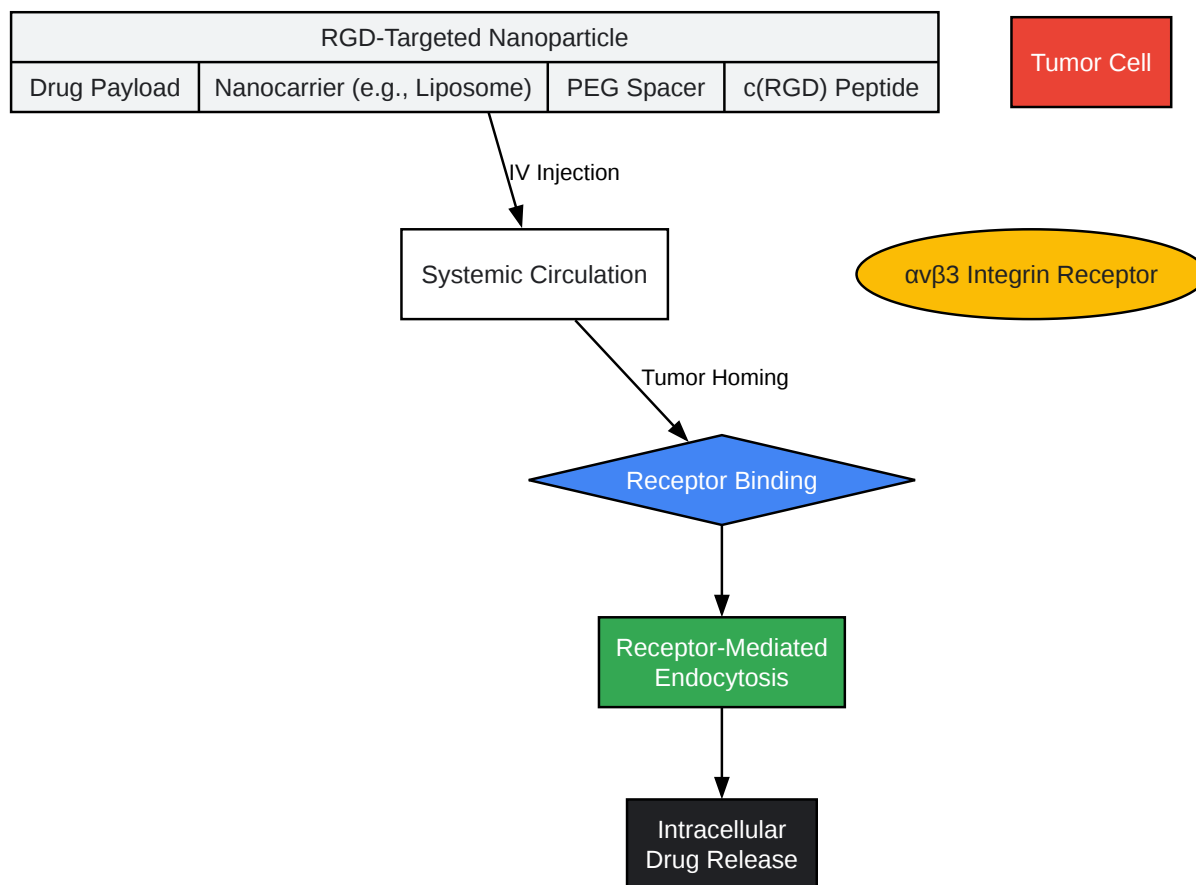 RGD-Targeted Nanoparticle
Tumor Cell
Drug Payload
Nanocarrier (e.g., Liposome)
PEG Spacer
c(RGD) Peptide
IV Injection
Systemic Circulation
αvβ3 Integrin Receptor
Tumor Homing
Receptor Binding
Receptor-Mediated
Endocytosis
Intracellular
Drug Release